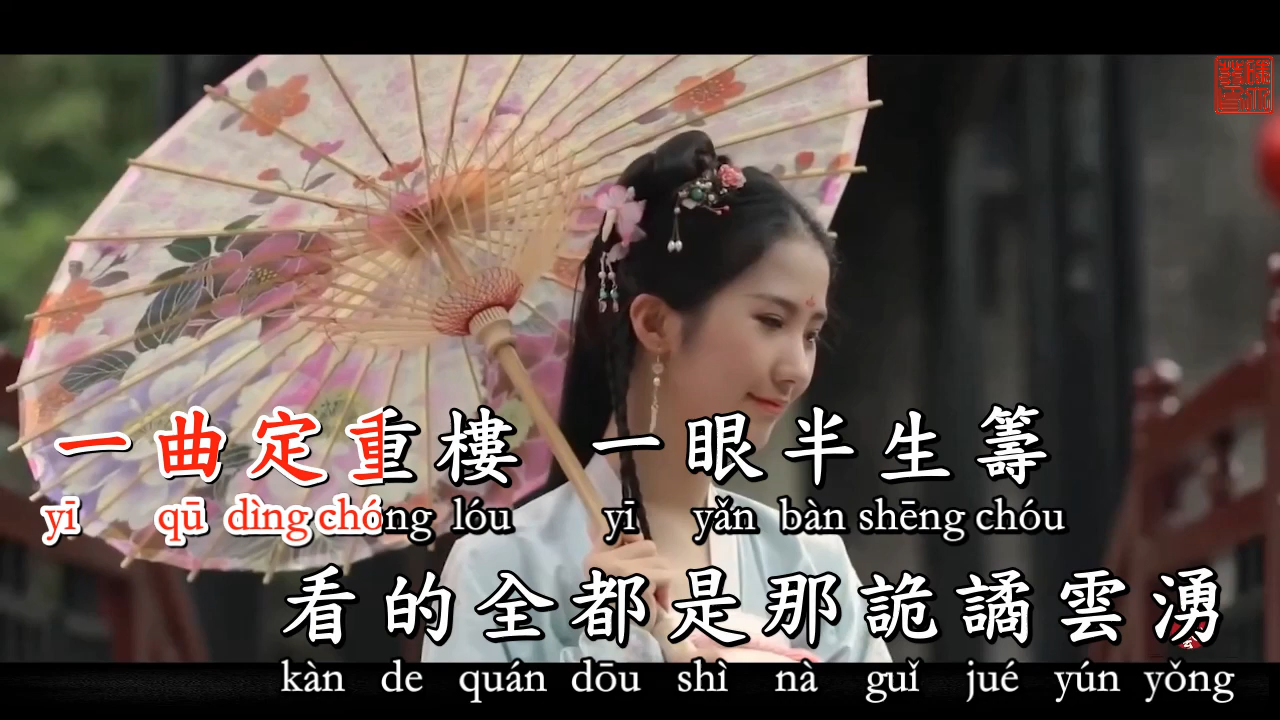 一曲定重樓 一眼半生籌
yī qū dìng chóng lóu yī yǎn bàn shēng chóu
看的全都是那詭譎雲湧
kàn de quán dōu shì nà guǐ jué yún yǒng